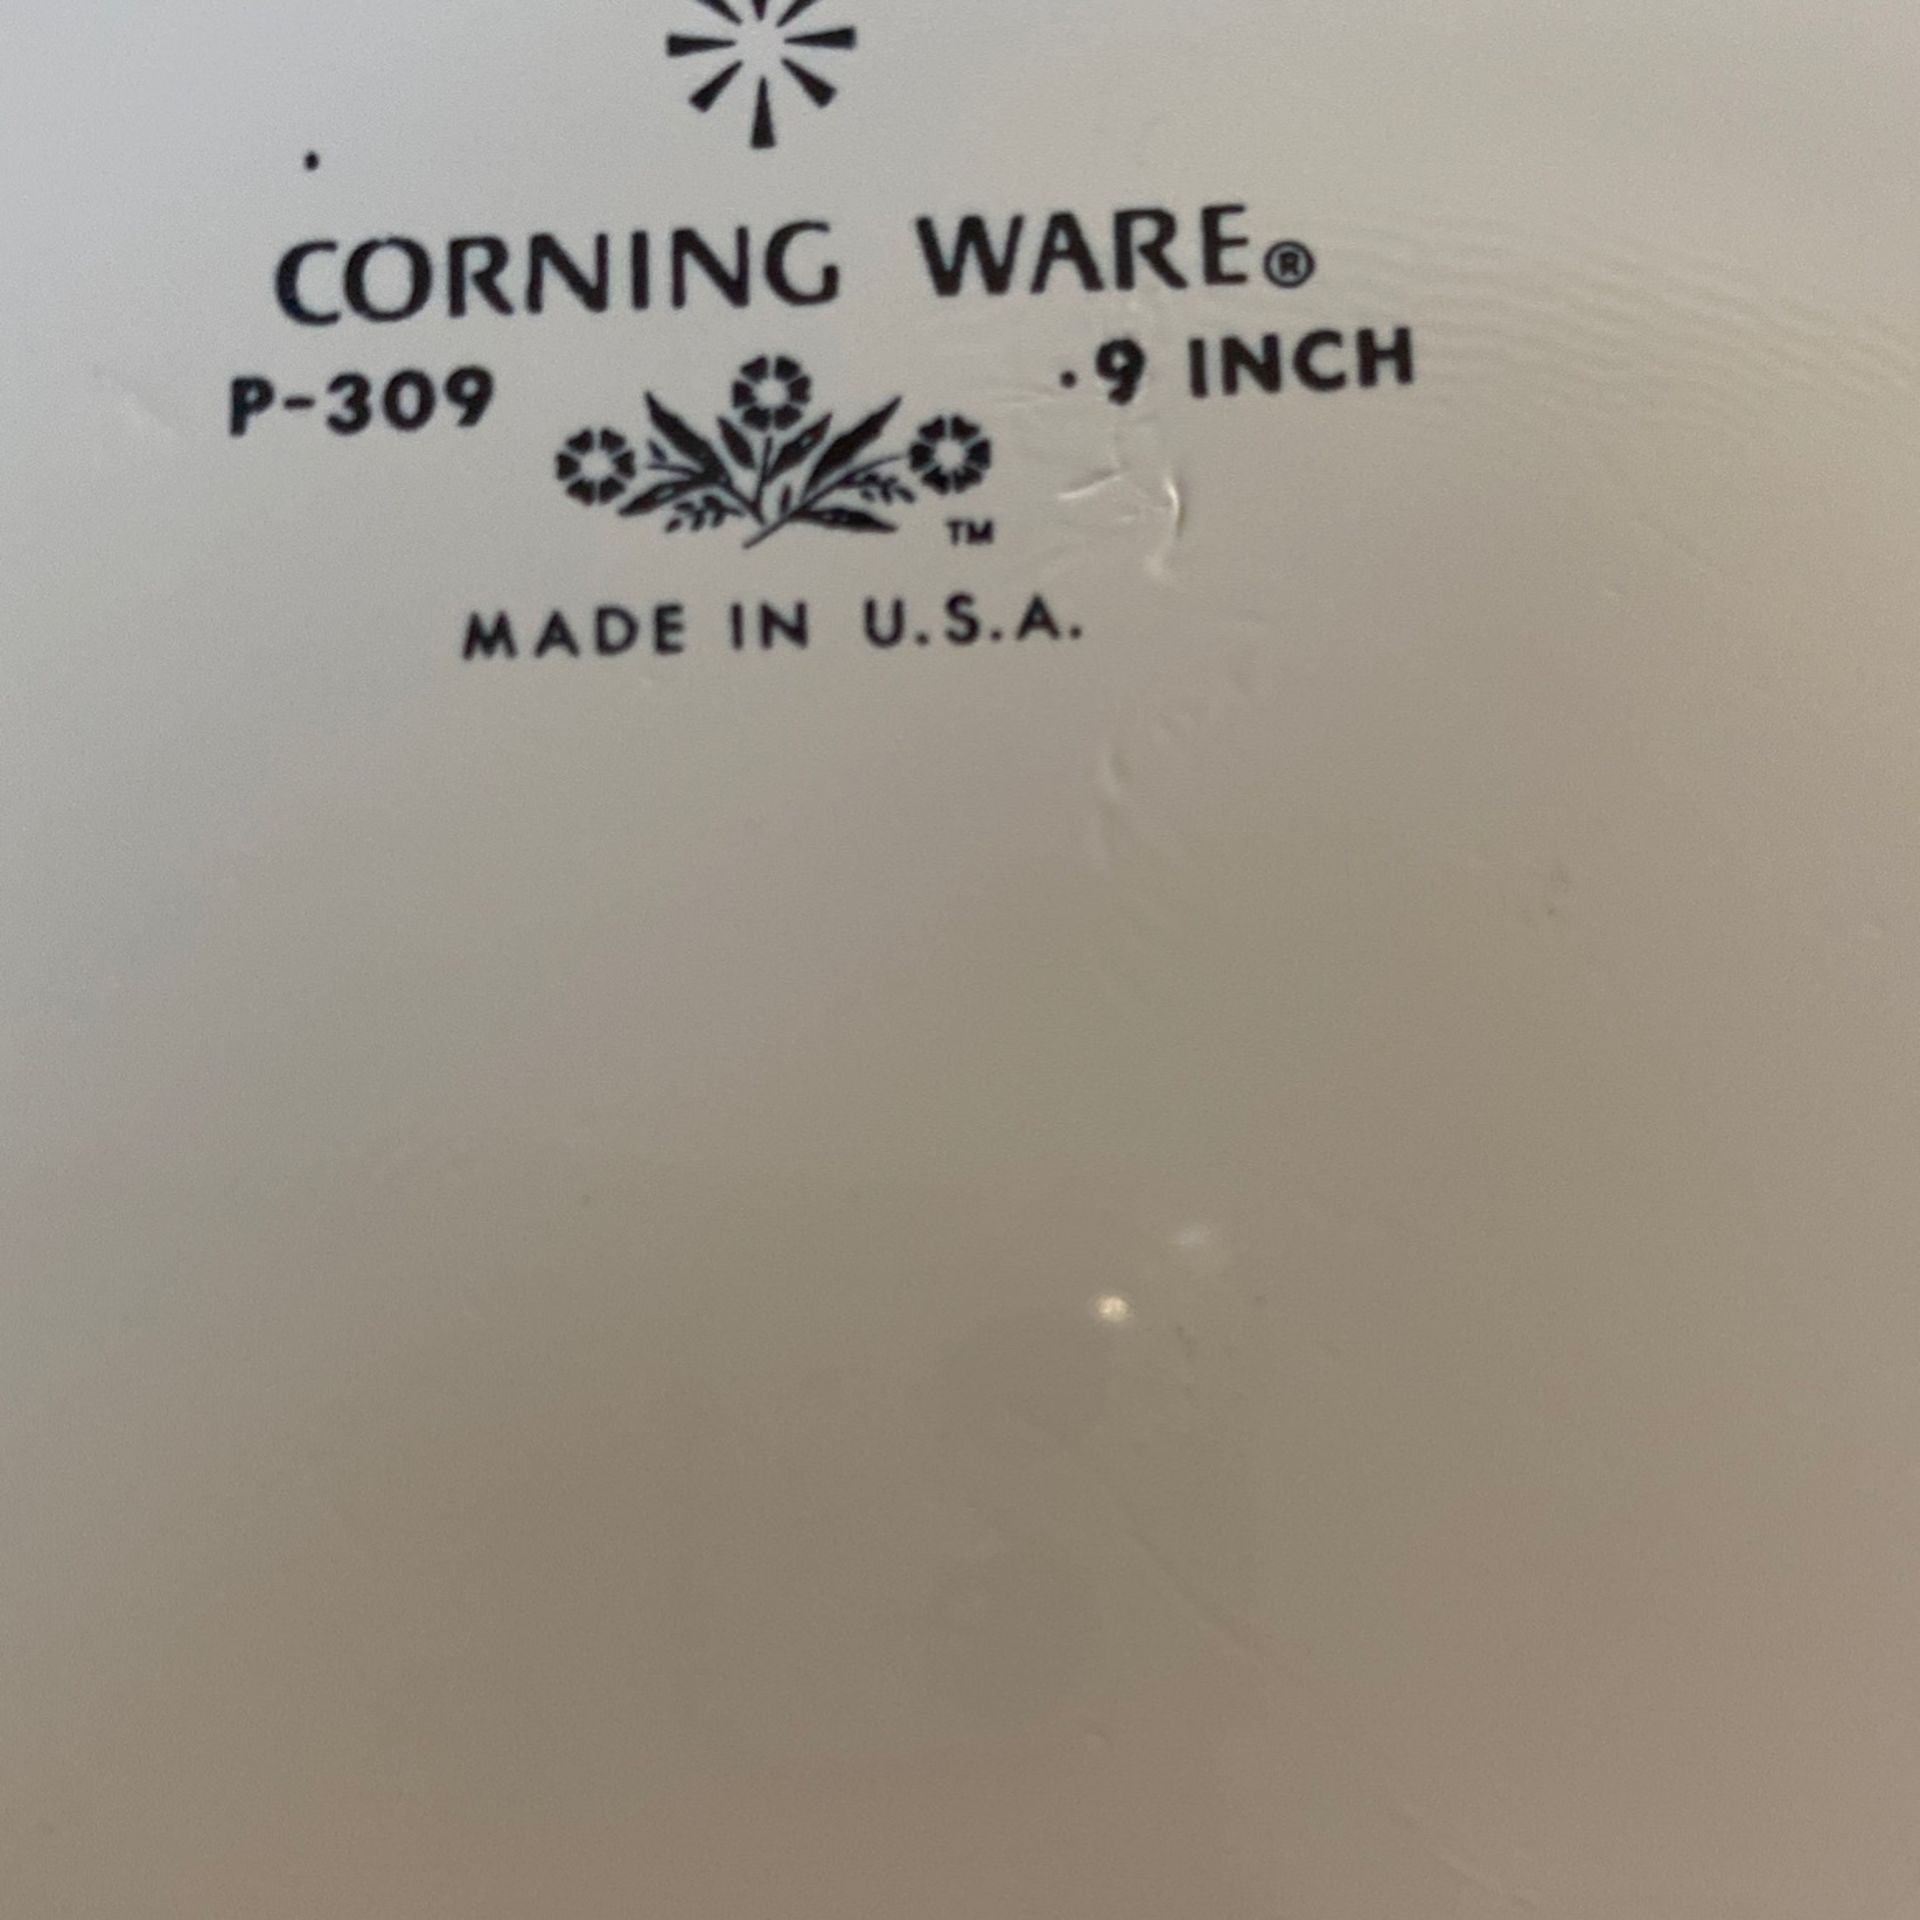 CORNING WARE®
P-309 · 9 INCH
TM
MADE IN U.S.A.